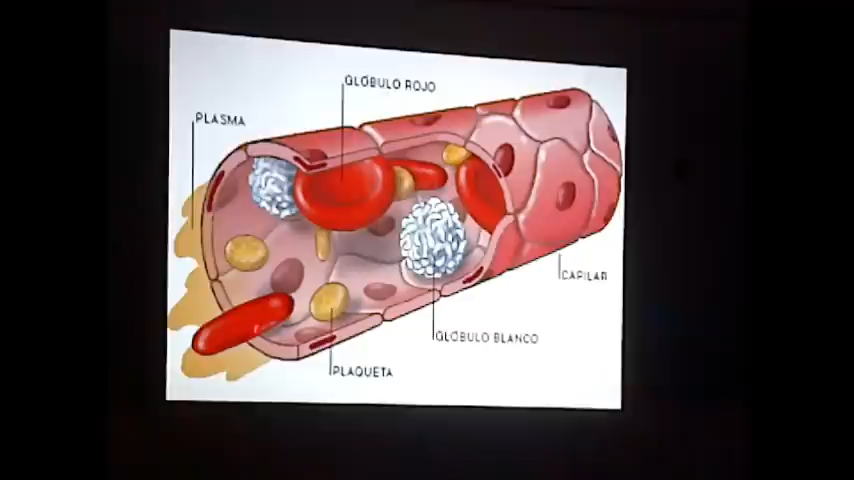 GLÓBULO ROJO
PLASMA
CAPILAR
GLÓBULO BLANCO
PLAQUETA